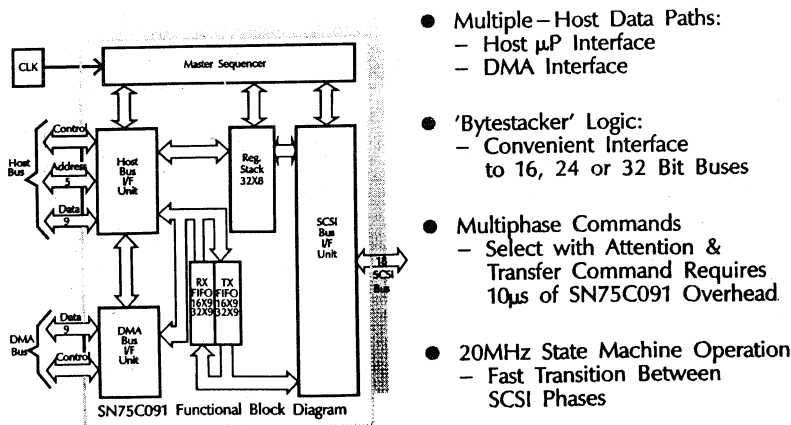 CLK
Master Sequencer
Control
Host
Bus
Address
5
Data
9
Host
Bus
I/F
Unit
Reg.
Stack
32X8
SCSI
Bus
I/F
Unit
18
SCSI
Bus
RX
FIFO
16X9
32X9
TX
FIFO
16X9
32X9
DMA
Bus
Data
9
Control
DMA
Bus
I/F
Unit
SN75C091 Functional Block Diagram
● Multiple–Host Data Paths:
– Host µP Interface
– DMA Interface
● 'Bytestacker' Logic:
– Convenient Interface
to 16, 24 or 32 Bit Buses
● Multiphase Commands
– Select with Attention &
Transfer Command Requires
10µs of SN75C091 Overhead
● 20MHz State Machine Operation
– Fast Transition Between
SCSI Phases